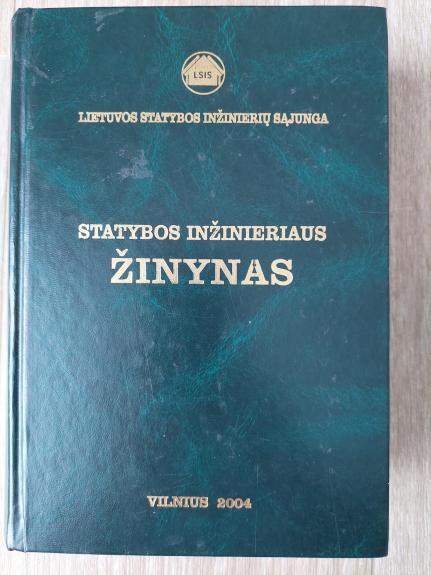 LSIS
LIETUVOS STATYBOS INŽINIERIŲ SĄJUNGA
STATYBOS INŽINIERIAUS
ŽINYNAS
VILNIUS 2004